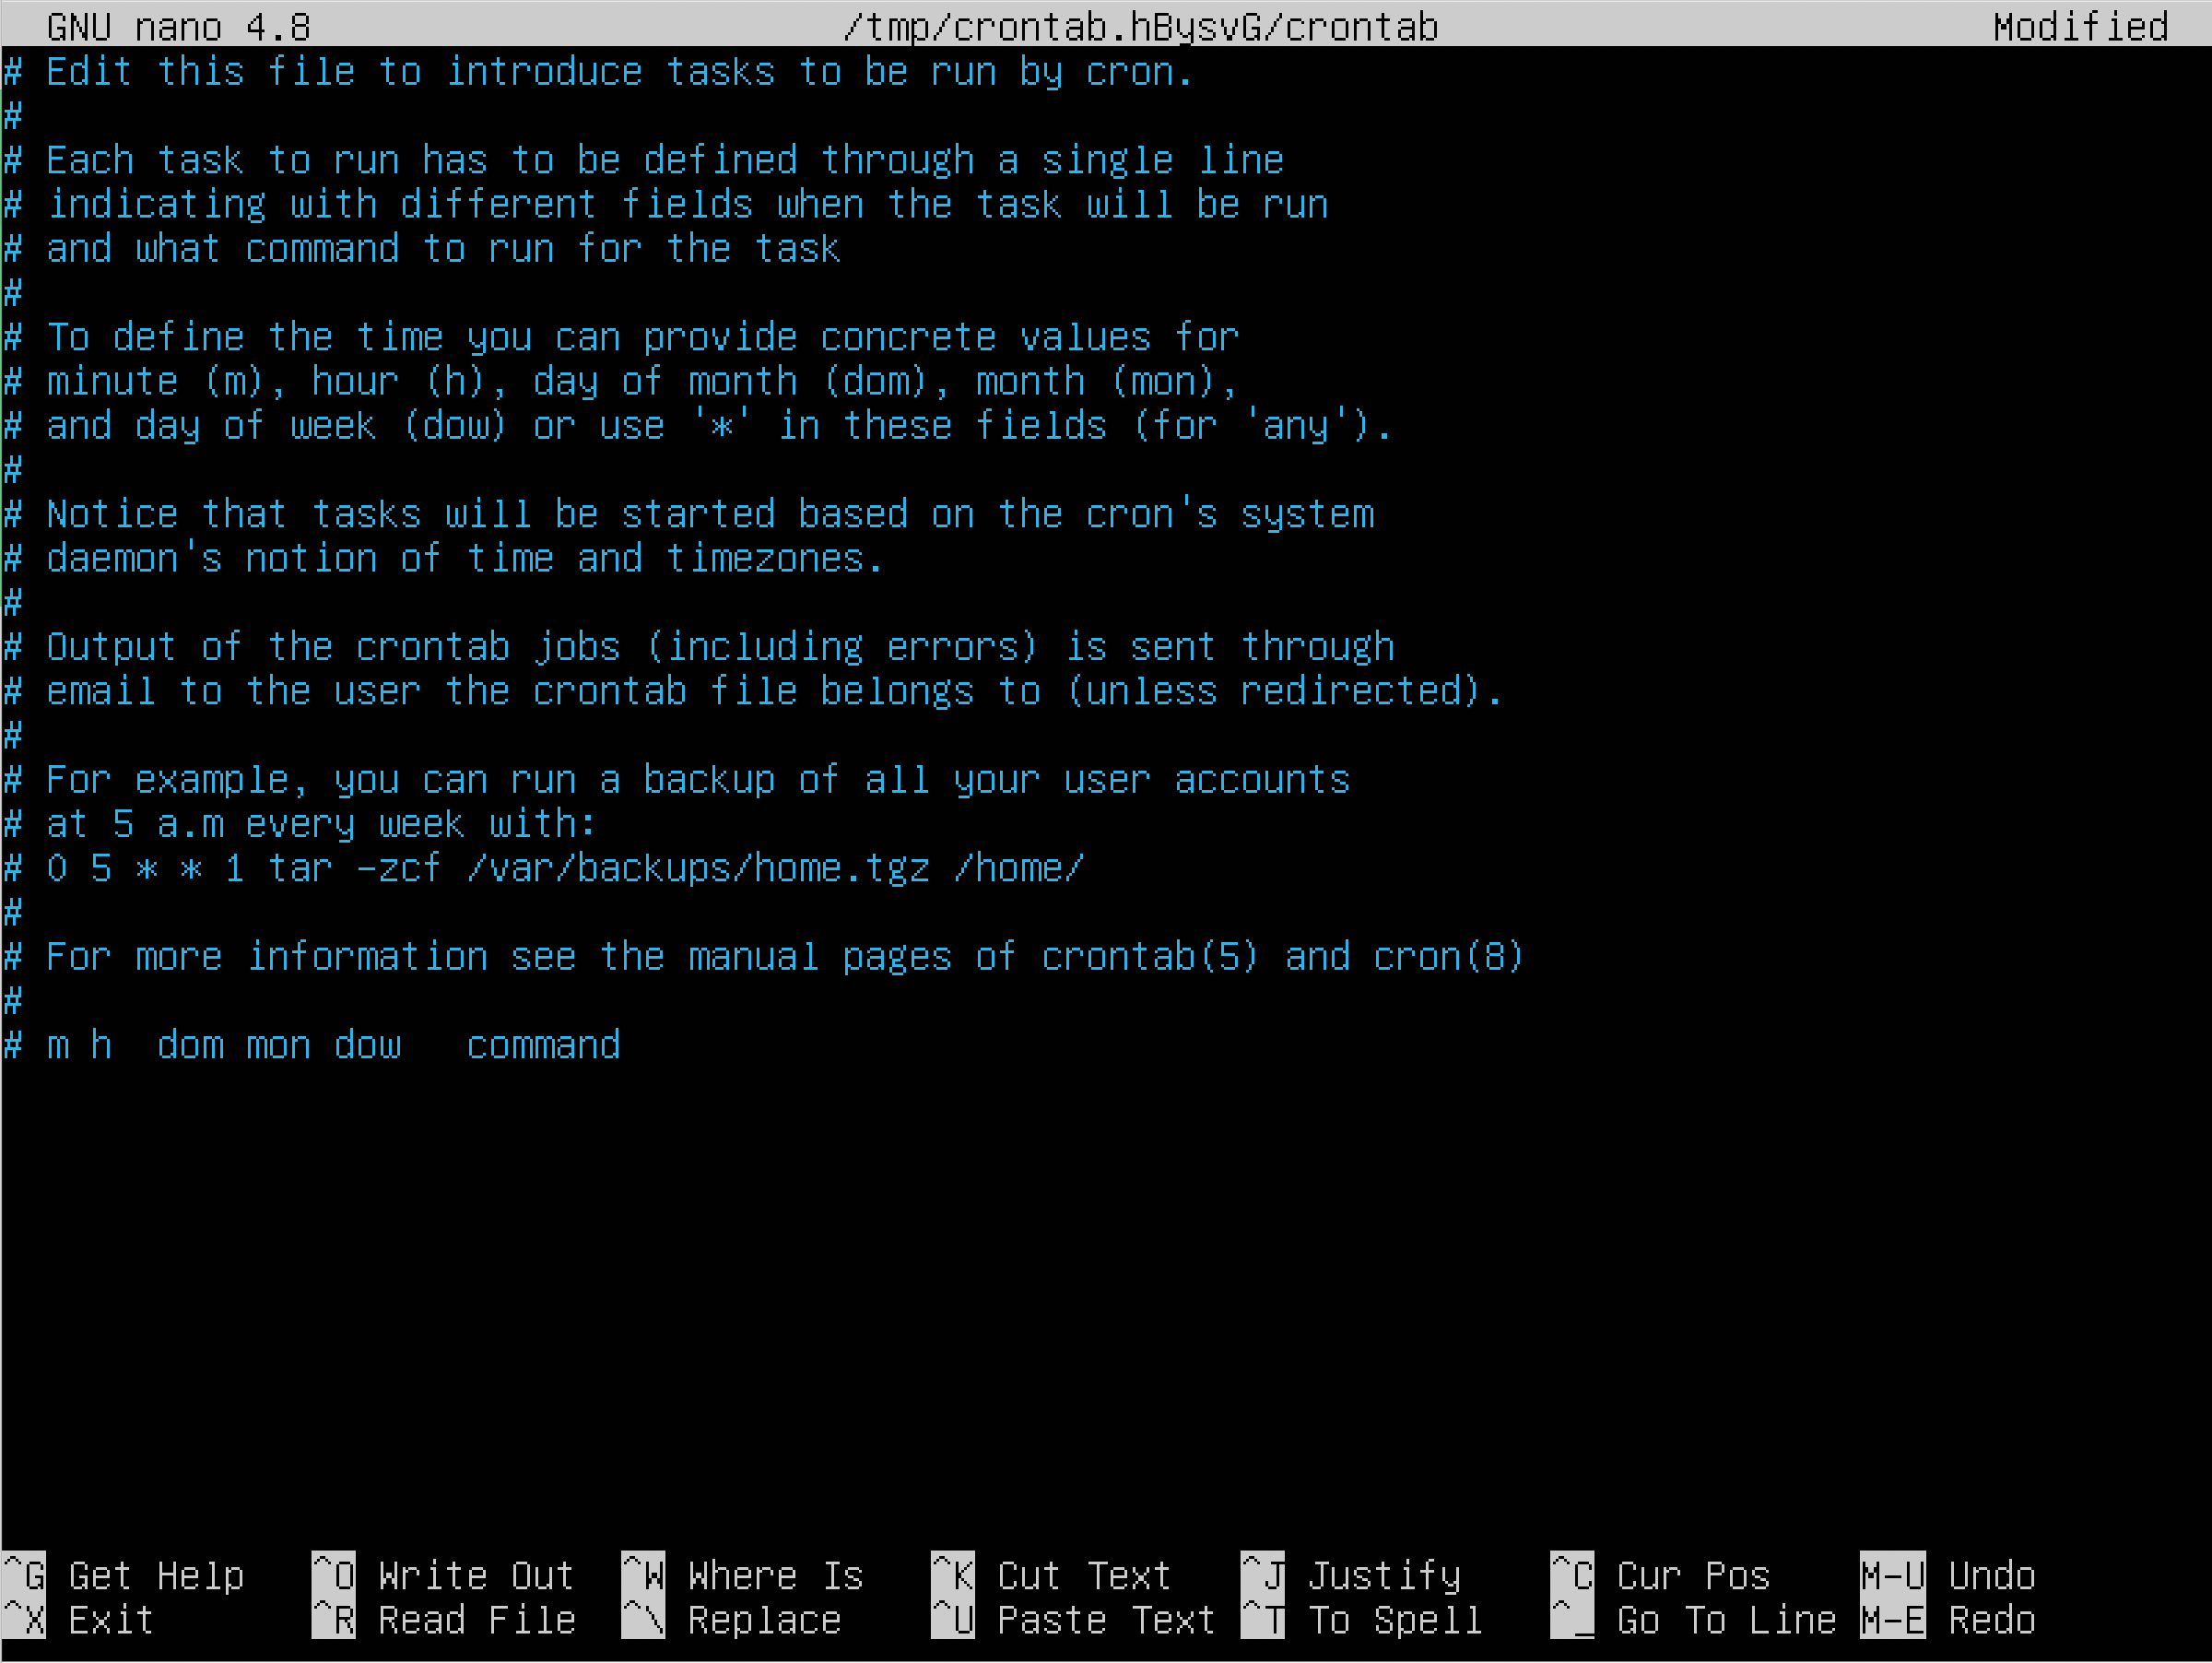 GNU nano 4.8 /tmp/crontab.hBysvG/crontab Modified
# Edit this file to introduce tasks to be run by cron.
#
# Each task to run has to be defined through a single line
# indicating with different fields when the task will be run
# and what command to run for the task
#
# To define the time you can provide concrete values for
# minute (m), hour (h), day of month (dom), month (mon),
# and day of week (dow) or use '*' in these fields (for 'any').
#
# Notice that tasks will be started based on the cron's system
# daemon's notion of time and timezones.
#
# Output of the crontab jobs (including errors) is sent through
# email to the user the crontab file belongs to (unless redirected).
#
# For example, you can run a backup of all your user accounts
# at 5 a.m every week with:
# 0 5 * * 1 tar -zcf /var/backups/home.tgz /home/
#
# For more information see the manual pages of crontab(5) and cron(8)
#
# m h  dom mon dow   command
^G Get Help ^O Write Out ^W Where Is ^K Cut Text ^J Justify ^C Cur Pos M-U Undo
^X Exit ^R Read File ^\ Replace ^U Paste Text ^T To Spell ^_ Go To Line M-E Redo